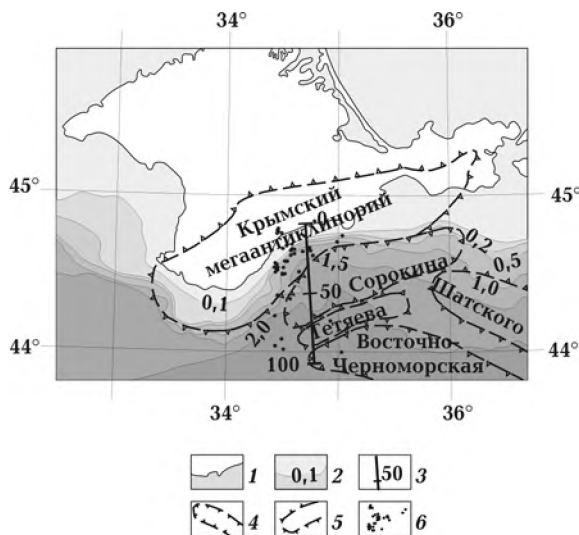 34° 36°
45° 45°
44° 44°
Крымский
мегаантиклинорий
0
0,1
1,5
2,0
50
100
Сорокина
Тетяева
0,2
0,5
1,0
Шатского
Восточно
Черноморская
34° 36°
1 0,1 2 50 3
4 5 6